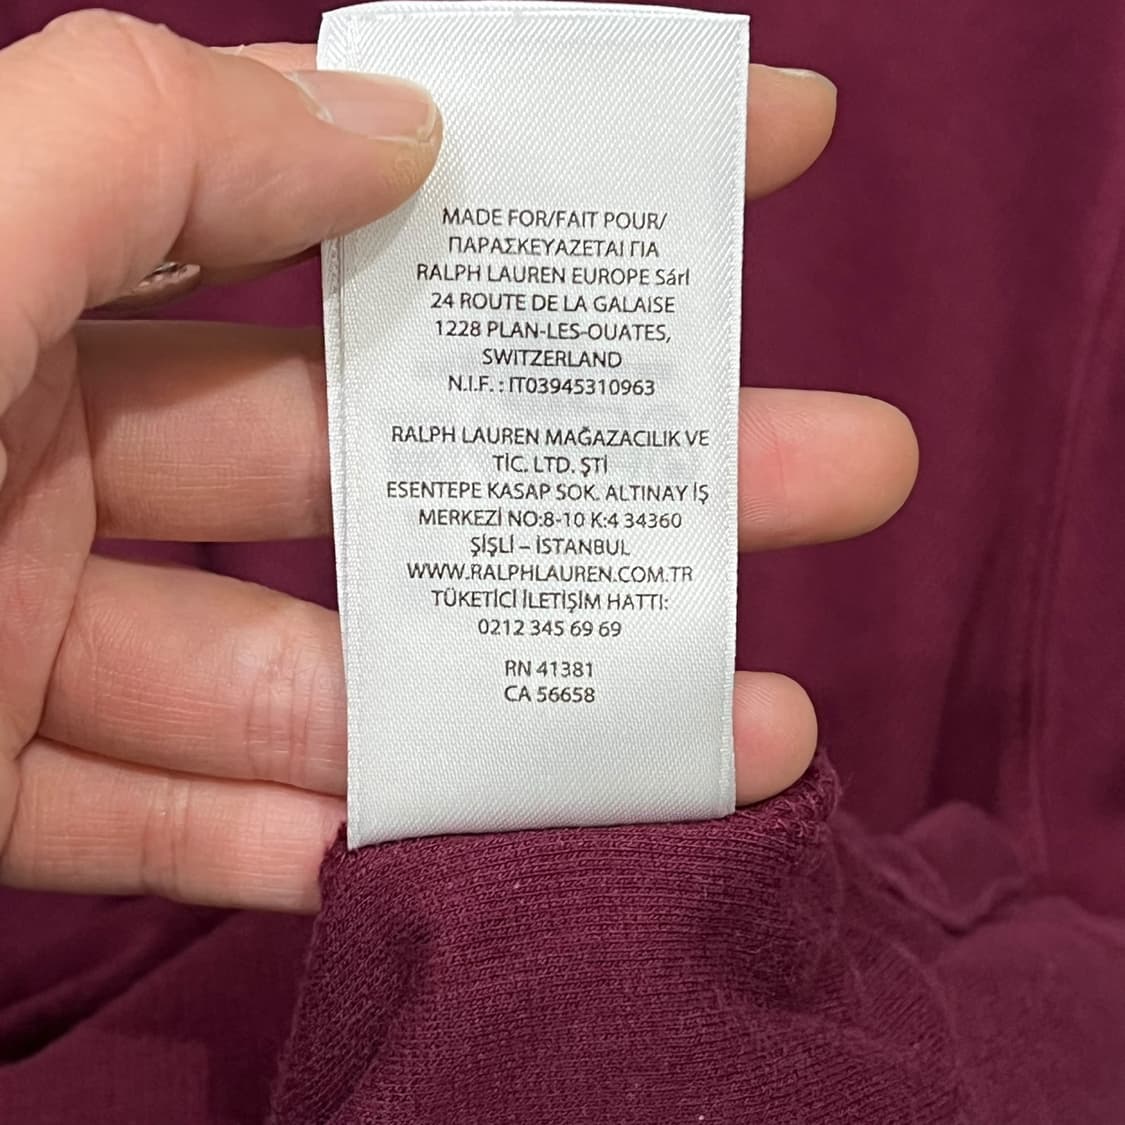 MADE FOR/FAIT POUR/
ΠΑΡΑΣΚΕΥΑΖΕΤΑΙ ΓΙΑ
RALPH LAUREN EUROPE Sárl
24 ROUTE DE LA GALAISE
1228 PLAN-LES-OUATES,
SWITZERLAND
N.I.F. : IT03945310963
RALPH LAUREN MAĞAZACILIK VE
TİC. LTD. ŞTİ
ESENTEPE KASAP SOK. ALTINAY İŞ
MERKEZİ NO:8-10 K:4 34360
ŞİŞLİ – İSTANBUL
WWW.RALPHLAUREN.COM.TR
TÜKETİCİ İLETİŞİM HATTI:
0212 345 69 69
RN 41381
CA 56658